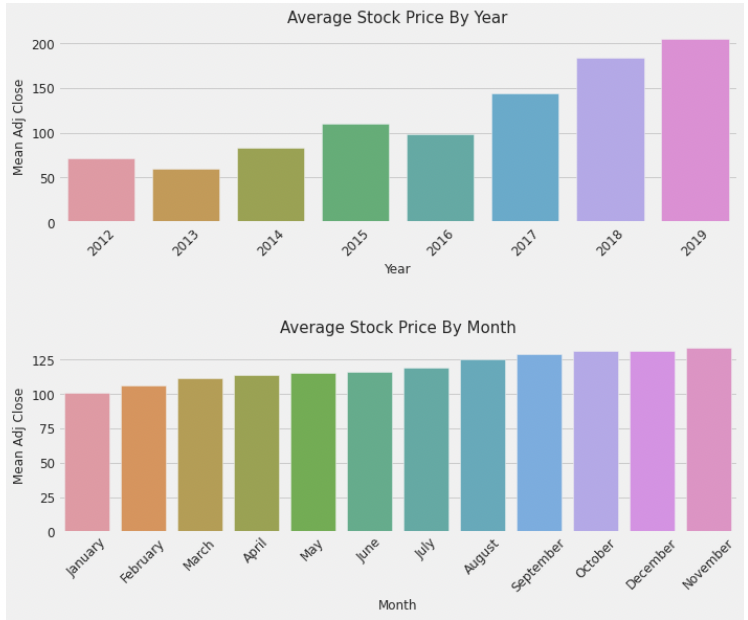 Average Stock Price By Year
Mean Adj Close
200
150
100
50
0
2012 2013 2014 2015 2016 2017 2018 2019
Year
Average Stock Price By Month
Mean Adj Close
125
100
75
50
25
0
January February March April May June July August September October December November
Month